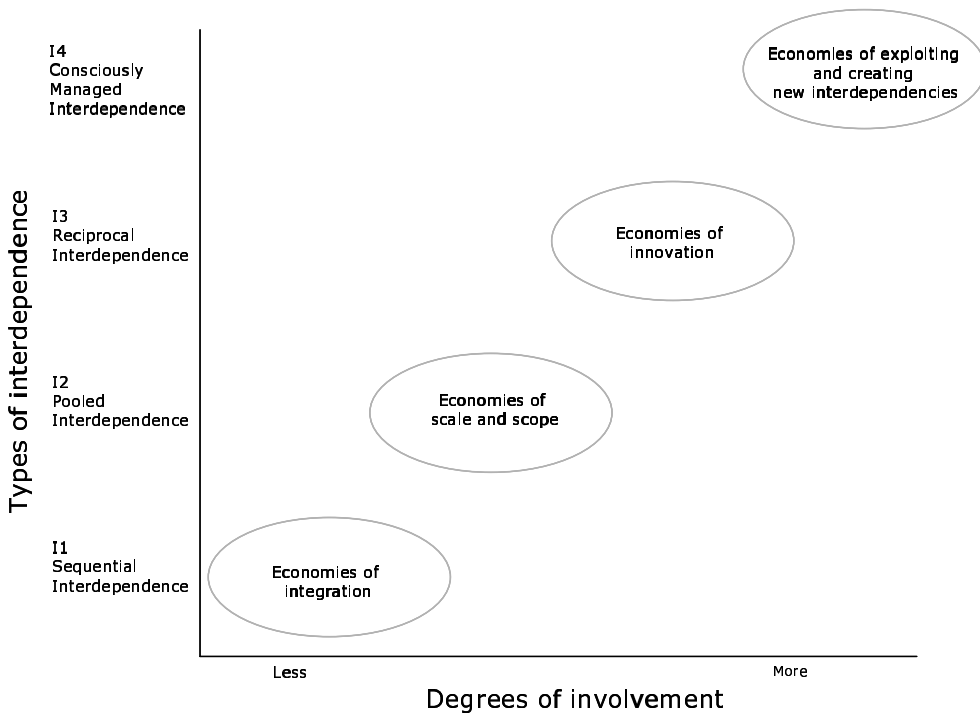 I4
Consciously
Managed
Interdependence
Economies of exploiting
and creating
new interdependencies
I3
Reciprocal
Interdependence
Economies of
innovation
Types of interdependence
I2
Pooled
Interdependence
Economies of
scale and scope
I1
Sequential
Interdependence
Economies of
integration
Less
More
Degrees of involvement